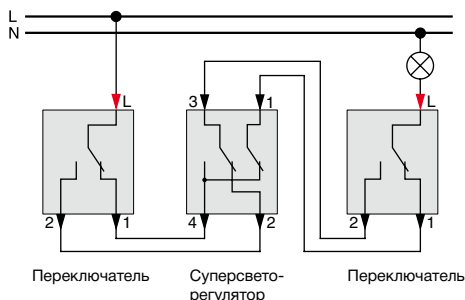 L
N
L 3 1 L
2 1 4 2 2 1
Переключатель Суперсвето- Переключатель
регулятор